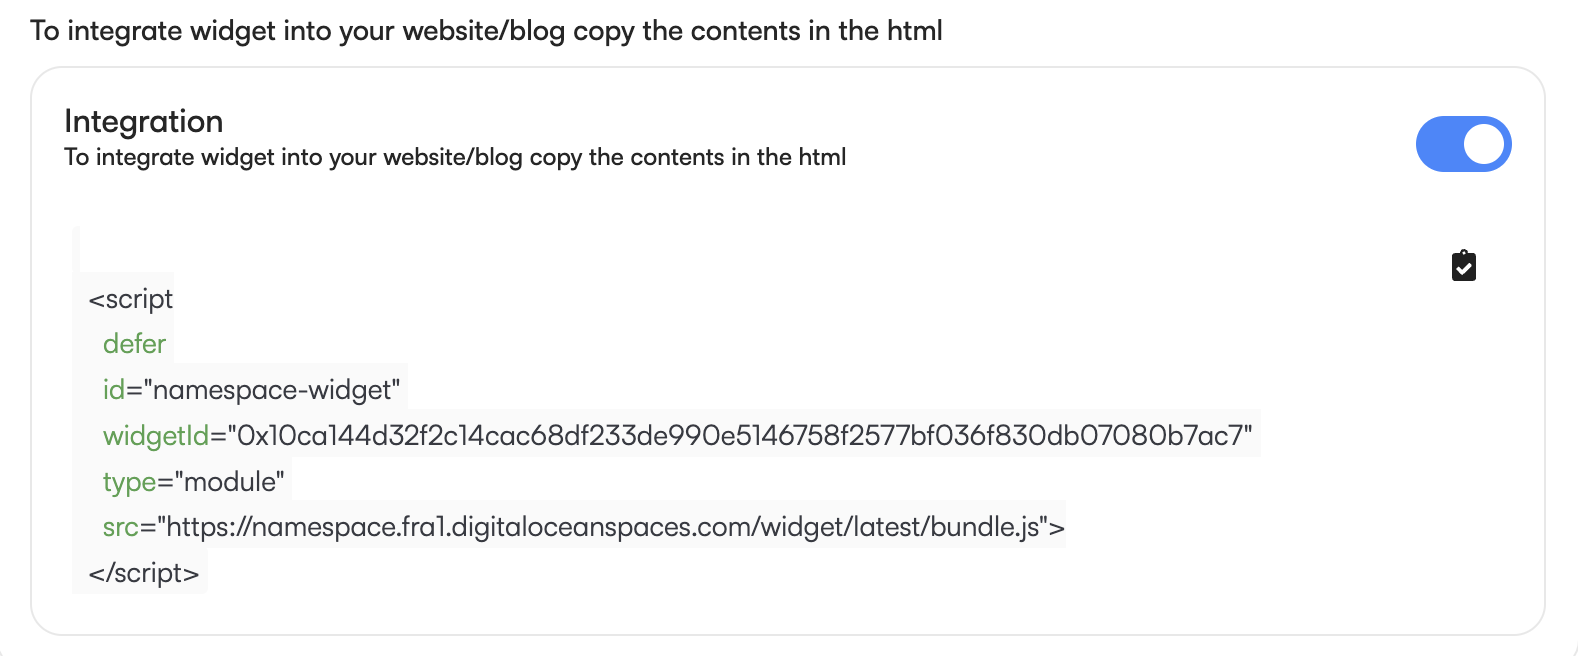 To integrate widget into your website/blog copy the contents in the html
Integration
To integrate widget into your website/blog copy the contents in the html
<script
defer
id="namespace-widget"
widgetId="0x10ca144d32f2c14cac68df233de990e5146758f2577bf036f830db07080b7ac7"
type="module"
src="https://namespace.fra1.digitaloceanspaces.com/widget/latest/bundle.js">
</script>